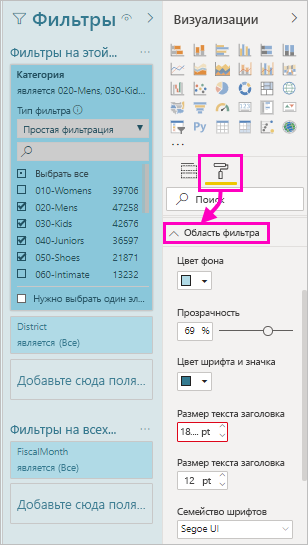 Фильтры
Фильтры на этой... ...
Категория
является 020-Mens, 030-Kid...
Тип фильтра
Простая фильтрация
Выбрать все
010-Womens 39706
020-Mens 47258
030-Kids 42676
040-Juniors 36597
050-Shoes 21871
060-Intimate 13232
Нужно выбрать один эл...
District
является (Все)
Добавьте сюда поля...
Фильтры на всех... ...
FiscalMonth
является (Все)
Добавьте сюда поля...
Визуализации
Py
...
Поиск
Область фильтра
Цвет фона
Прозрачность
69 %
Цвет шрифта и значка
Размер текста заголовка
18.... pt
Размер текста заголовка
12 pt
Семейство шрифтов
Segoe UI